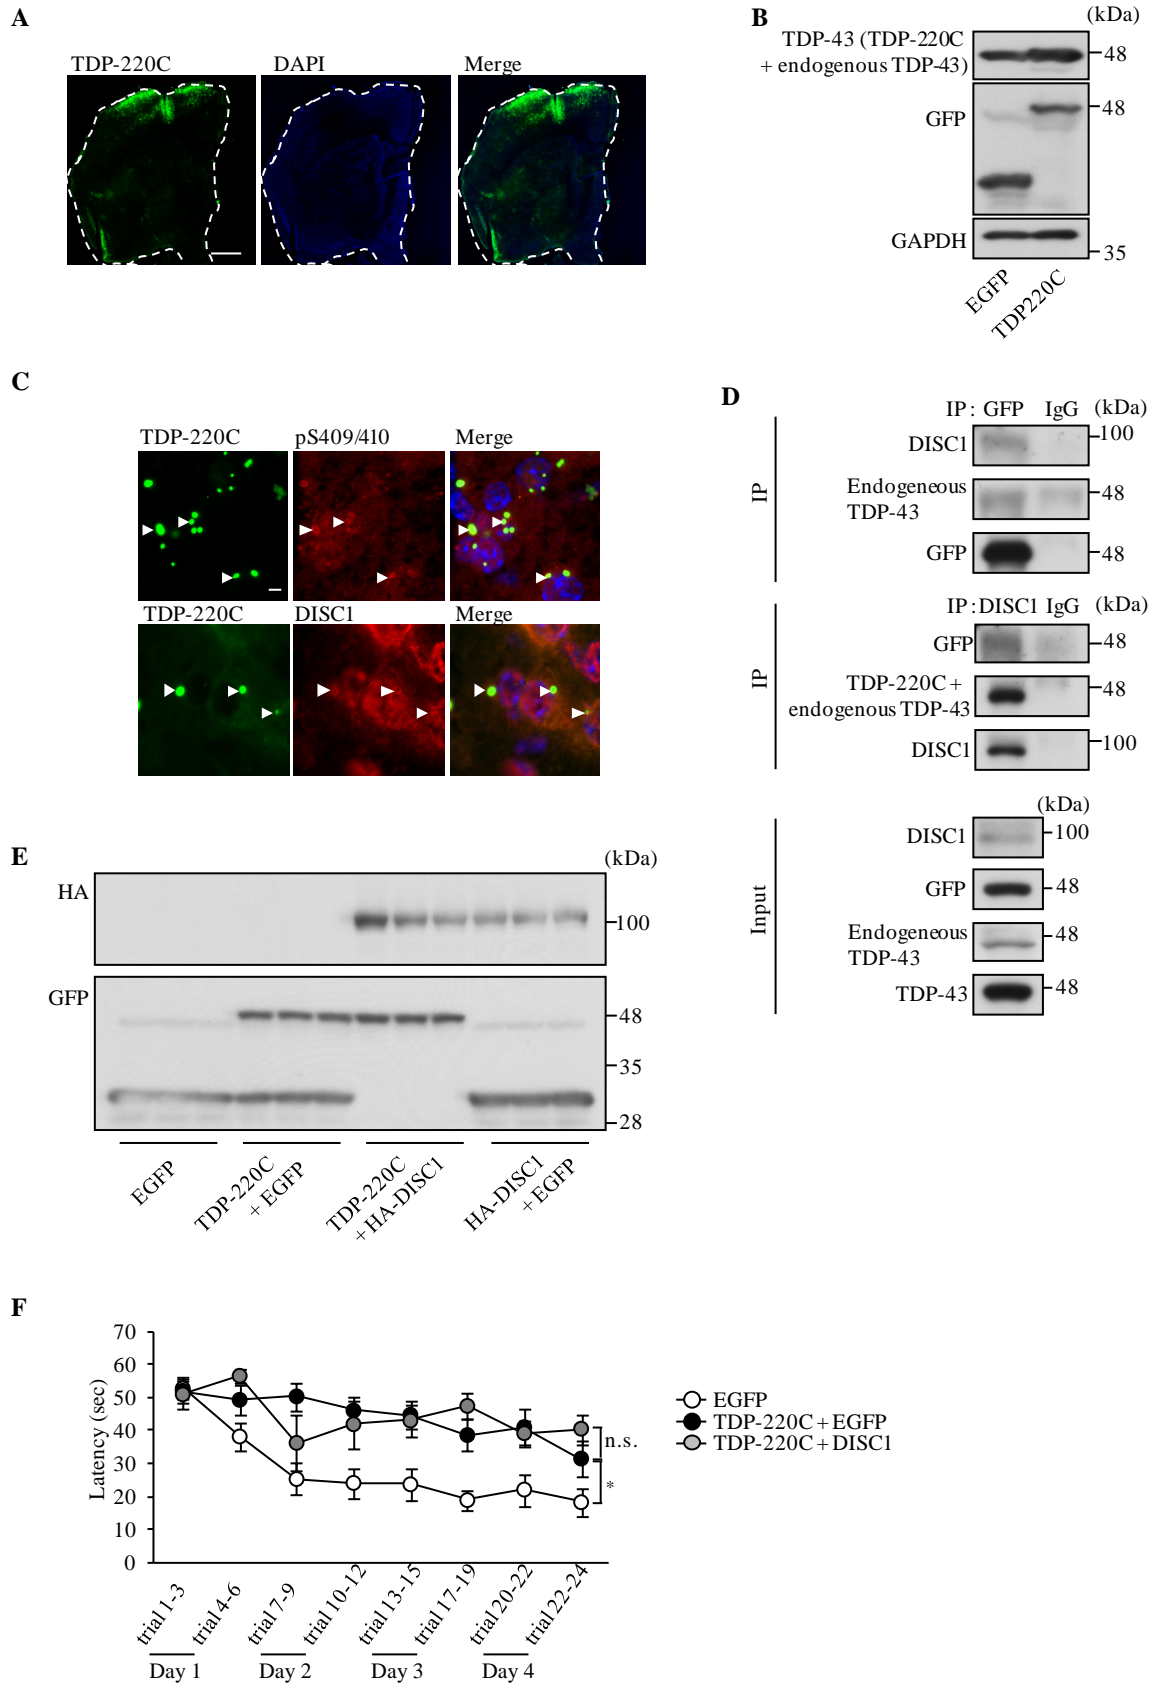 A
TDP-220C
DAPI
Merge
B
(kDa)
TDP-43 (TDP-220C
+ endogenous TDP-43)
48
GFP
48
GAPDH
35
EGFP
TDP220C
C
TDP-220C
pS409/410
Merge
TDP-220C
DISC1
Merge
D
IP : GFP IgG (kDa)
IP
DISC1
100
Endogeneous
TDP-43
48
GFP
48
IP :DISC1 IgG (kDa)
IP
GFP
48
TDP-220C +
endogenous TDP-43
48
DISC1
100
(kDa)
Input
DISC1
100
GFP
48
Endogeneous
TDP-43
48
TDP-43
48
E
(kDa)
HA
100
GFP
48
35
28
EGFP
TDP-220C
+ EGFP
TDP-220C
+ HA-DISC1
HA-DISC1
+ EGFP
F
Latency (sec)
70
60
50
40
30
20
10
0
n.s.
*
EGFP
TDP-220C + EGFP
TDP-220C + DISC1
trial 1-3
trial 4-6
trial 7-9
trial 10-12
trial 13-15
trial 17-19
trial 20-22
trial 22-24
Day 1
Day 2
Day 3
Day 4